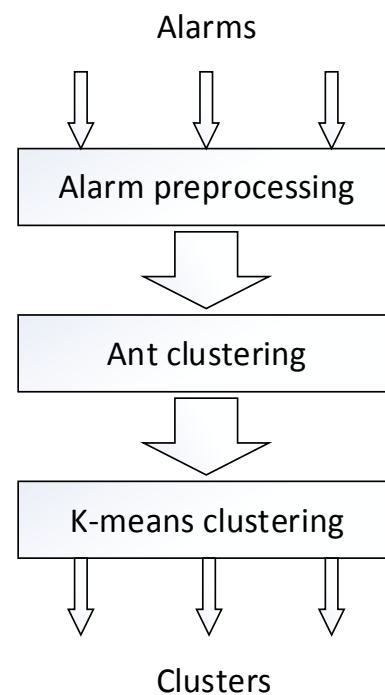 Alarms
Alarm preprocessing
Ant clustering
K-means clustering
Clusters